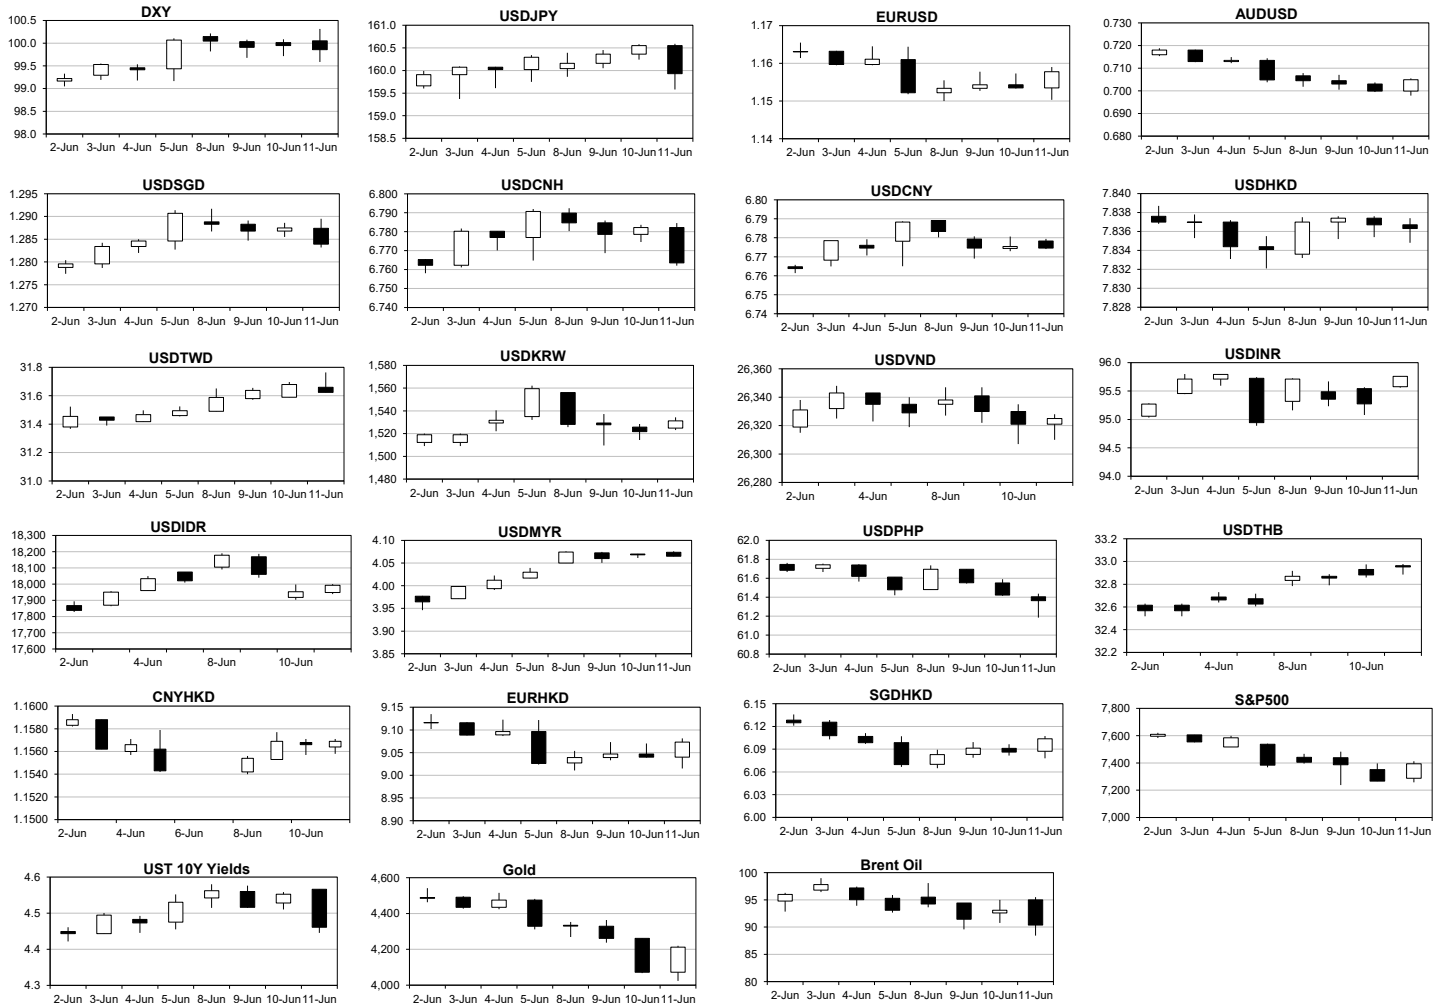 DXY
100.5
100.0
99.5
99.0
98.5
98.0
2-Jun 3-Jun 4-Jun 5-Jun 8-Jun 9-Jun 10-Jun 11-Jun
USDJPY
161.0
160.5
160.0
159.5
159.0
158.5
2-Jun 3-Jun 4-Jun 5-Jun 8-Jun 9-Jun 10-Jun 11-Jun
EURUSD
1.17
1.16
1.15
1.14
2-Jun 3-Jun 4-Jun 5-Jun 8-Jun 9-Jun 10-Jun 11-Jun
AUDUSD
0.730
0.720
0.710
0.700
0.690
0.680
2-Jun 3-Jun 4-Jun 5-Jun 8-Jun 9-Jun 10-Jun 11-Jun
USDSGD
1.295
1.290
1.285
1.280
1.275
1.270
2-Jun 3-Jun 4-Jun 5-Jun 8-Jun 9-Jun 10-Jun 11-Jun
USDCNH
6.800
6.790
6.780
6.770
6.760
6.750
6.740
2-Jun 3-Jun 4-Jun 5-Jun 8-Jun 9-Jun 10-Jun 11-Jun
USDCNY
6.80
6.79
6.78
6.77
6.76
6.75
6.74
2-Jun 3-Jun 4-Jun 5-Jun 8-Jun 9-Jun 10-Jun 11-Jun
USDHKD
7.840
7.838
7.836
7.834
7.832
7.830
7.828
2-Jun 3-Jun 4-Jun 5-Jun 8-Jun 9-Jun 10-Jun 11-Jun
USDTWD
31.8
31.6
31.4
31.2
31.0
2-Jun 3-Jun 4-Jun 5-Jun 8-Jun 9-Jun 10-Jun 11-Jun
USDKRW
1,580
1,560
1,540
1,520
1,500
1,480
2-Jun 3-Jun 4-Jun 5-Jun 8-Jun 9-Jun 10-Jun 11-Jun
USDVND
26,360
26,340
26,320
26,300
26,280
2-Jun 4-Jun 8-Jun 10-Jun
USDINR
96.0
95.5
95.0
94.5
94.0
2-Jun 3-Jun 4-Jun 5-Jun 8-Jun 9-Jun 10-Jun 11-Jun
USDIDR
18,300
18,200
18,100
18,000
17,900
17,800
17,700
17,600
2-Jun 4-Jun 8-Jun 10-Jun
USDMYR
4.10
4.05
4.00
3.95
3.90
3.85
2-Jun 3-Jun 4-Jun 5-Jun 8-Jun 9-Jun 10-Jun 11-Jun
USDPHP
62.0
61.8
61.6
61.4
61.2
61.0
60.8
2-Jun 3-Jun 4-Jun 5-Jun 8-Jun 9-Jun 10-Jun 11-Jun
USDTHB
33.2
33.0
32.8
32.6
32.4
32.2
2-Jun 4-Jun 8-Jun 10-Jun
CNYHKD
1.1600
1.1580
1.1560
1.1540
1.1520
1.1500
2-Jun 4-Jun 6-Jun 8-Jun 10-Jun
EURHKD
9.15
9.10
9.05
9.00
8.95
8.90
2-Jun 3-Jun 4-Jun 5-Jun 8-Jun 9-Jun 10-Jun 11-Jun
SGDHKD
6.15
6.12
6.09
6.06
6.03
6.00
2-Jun 3-Jun 4-Jun 5-Jun 8-Jun 9-Jun 10-Jun 11-Jun
S&P500
7,800
7,600
7,400
7,200
7,000
2-Jun 3-Jun 4-Jun 5-Jun 8-Jun 9-Jun 10-Jun 11-Jun
UST 10Y Yields
4.6
4.5
4.4
4.3
2-Jun 3-Jun 4-Jun 5-Jun 8-Jun 9-Jun 10-Jun 11-Jun
Gold
4,600
4,400
4,200
4,000
2-Jun 3-Jun 4-Jun 5-Jun 8-Jun 9-Jun 10-Jun 11-Jun
Brent Oil
100
95
90
85
80
2-Jun 3-Jun 4-Jun 5-Jun 8-Jun 9-Jun 10-Jun 11-Jun